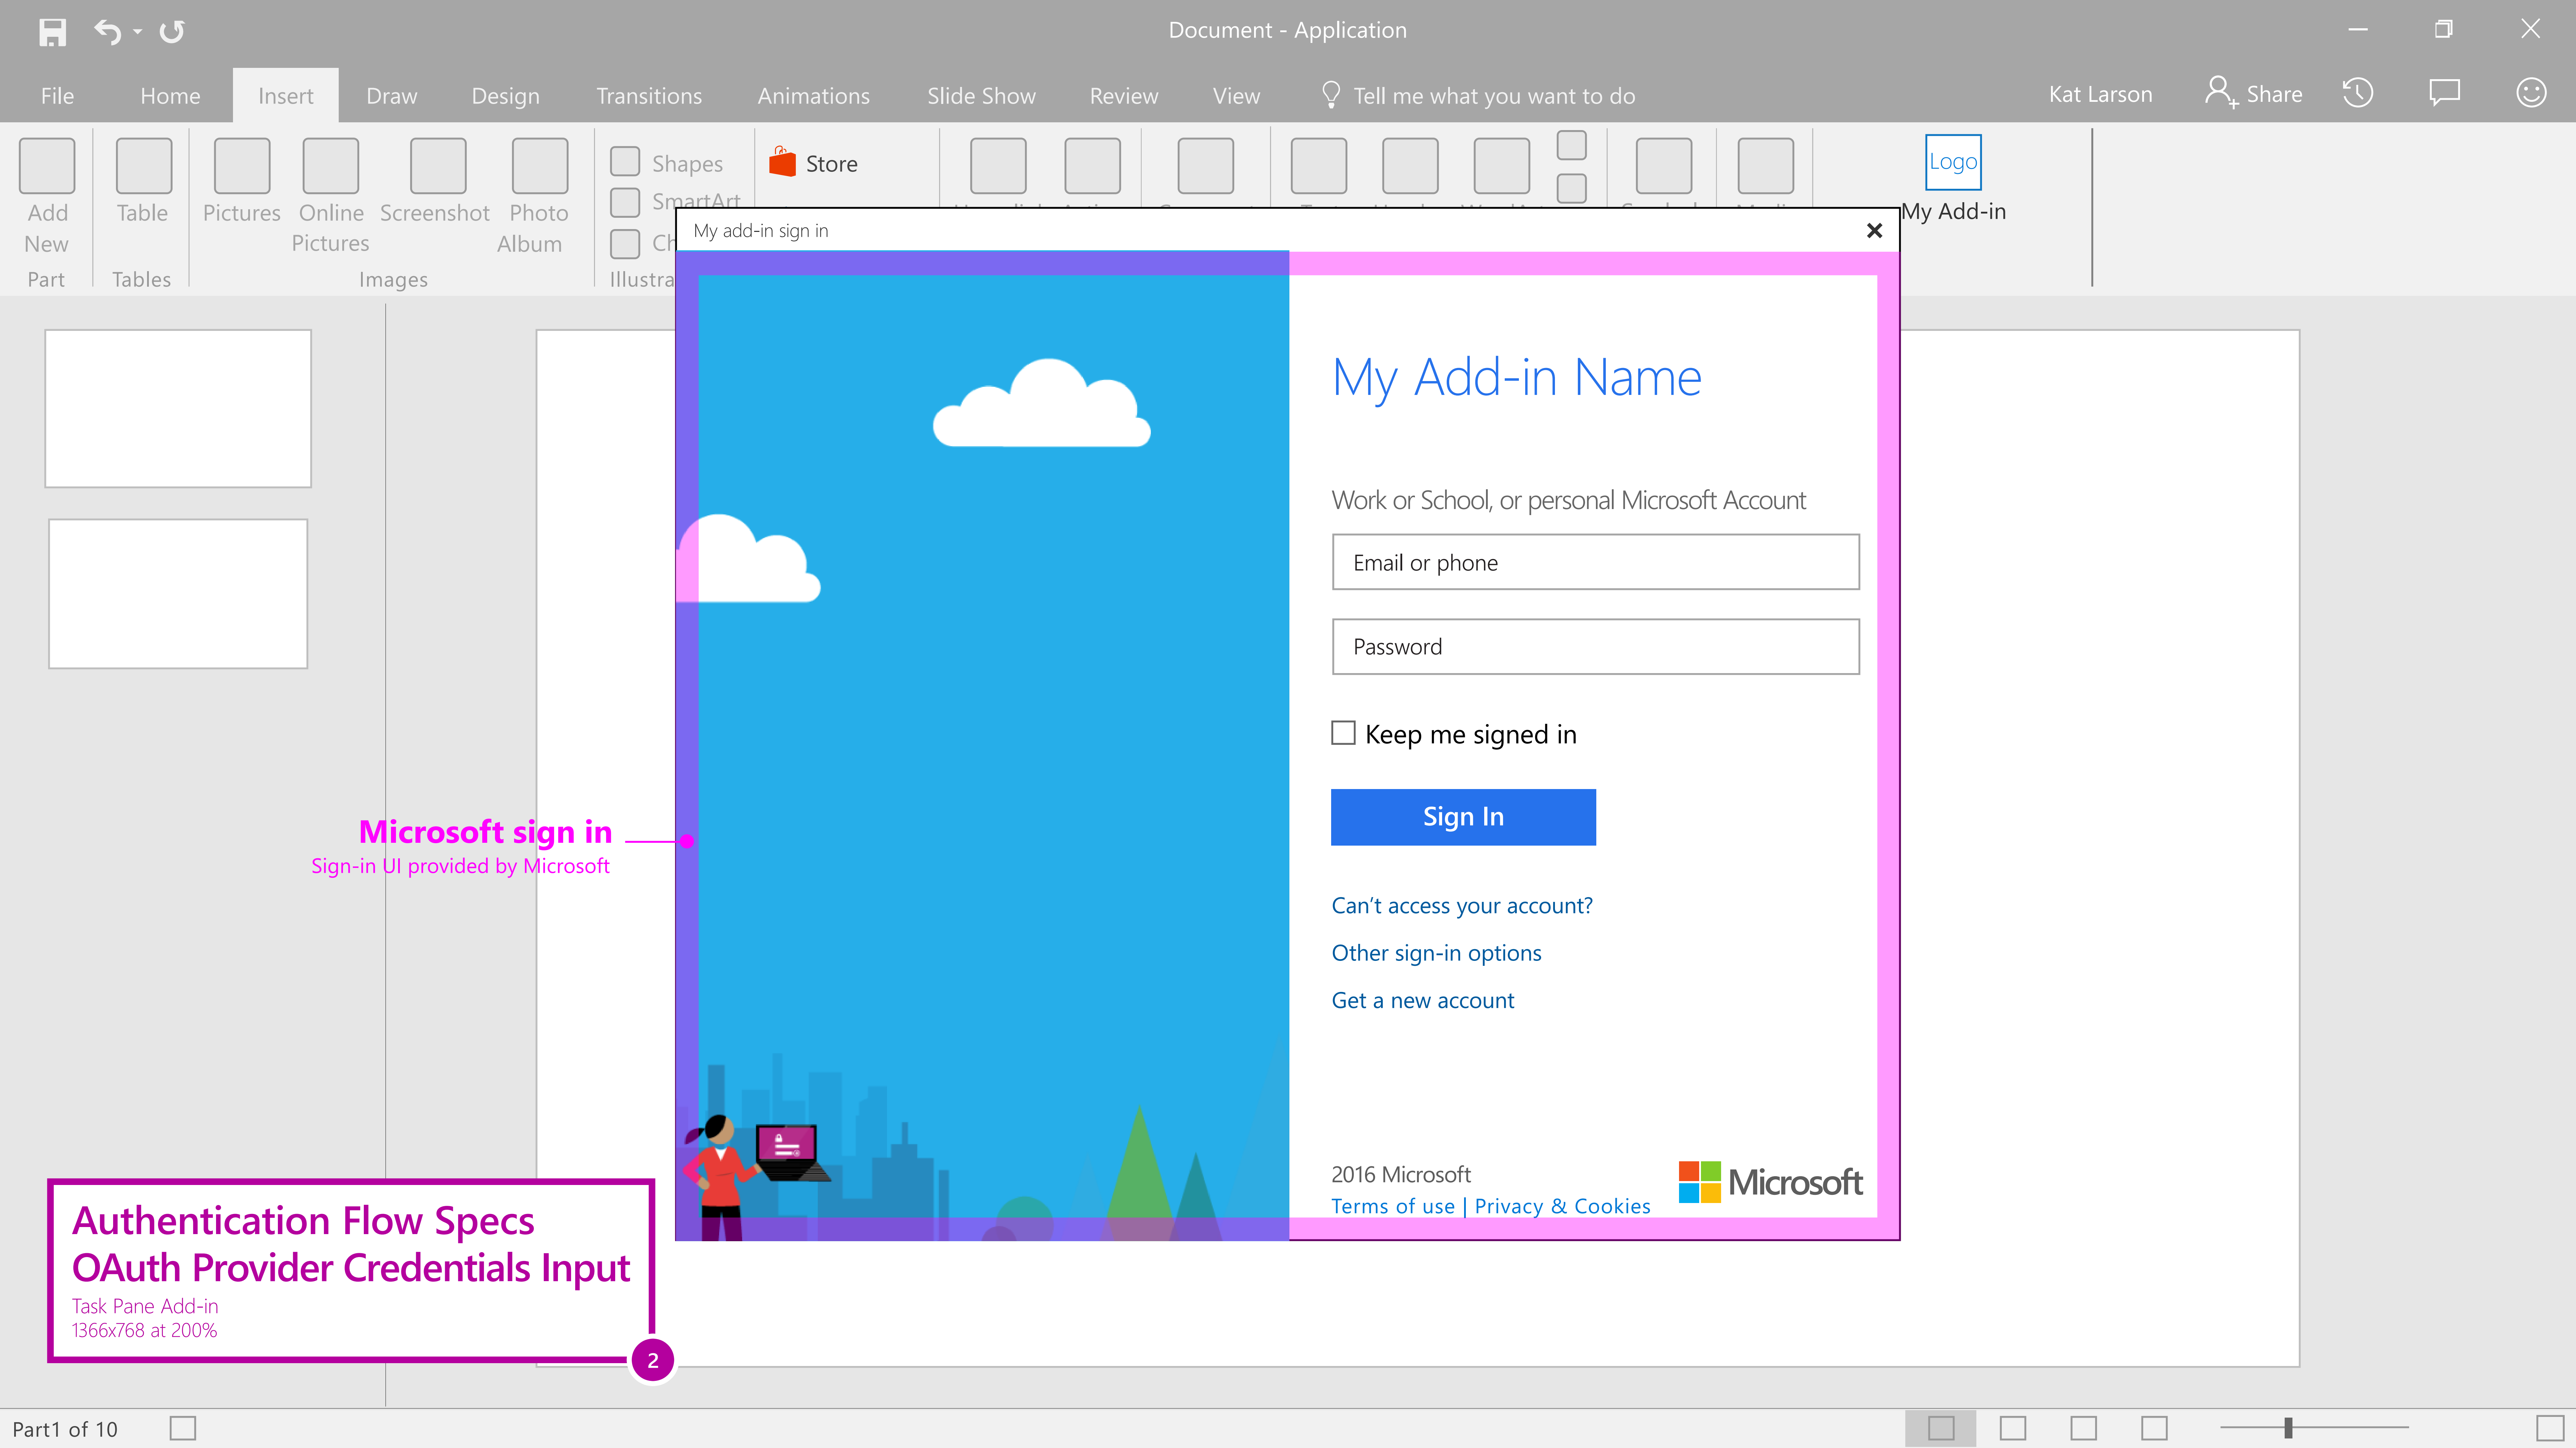 Document - Application
File Home Insert Draw Design Transitions Animations Slide Show Review View Tell me what you want to do Kat Larson Share
Add New
Table
Pictures
Online Pictures
Screenshot
Photo Album
Shapes
SmartArt
Store
Logo
My Add-in
Part
Tables
Images
My add-in sign in
My Add-in Name
Work or School, or personal Microsoft Account
Email or phone
Password
Keep me signed in
Sign In
Can't access your account?
Other sign-in options
Get a new account
2016 Microsoft
Terms of use | Privacy & Cookies
Microsoft
Microsoft sign in
Sign-in UI provided by Microsoft
Authentication Flow Specs
OAuth Provider Credentials Input
Task Pane Add-in
1366x768 at 200%
2
Part1 of 10